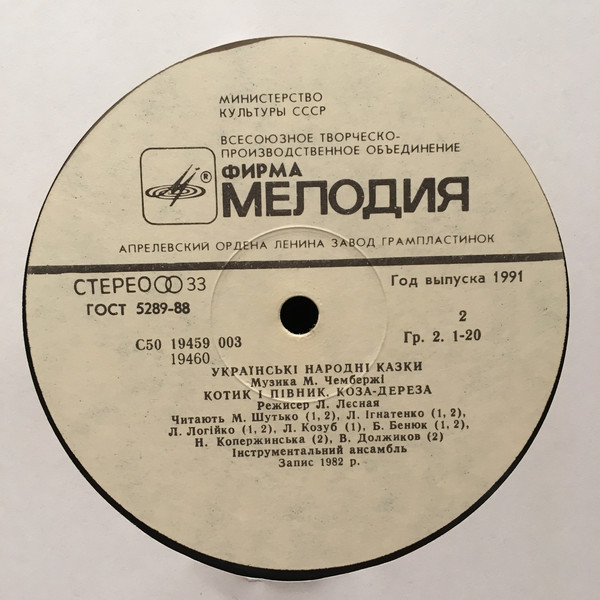 МИНИСТЕРСТВО
КУЛЬТУРЫ СССР
ВСЕСОЮЗНОЕ ТВОРЧЕСКО-
ПРОИЗВОДСТВЕННОЕ ОБЪЕДИНЕНИЕ
®
ФИРМА
МЕЛОДИЯ
АПРЕЛЕВСКИЙ ОРДЕНА ЛЕНИНА ЗАВОД ГРАМПЛАСТИНОК
СТЕРЕО 33
Год выпуска 1991
ГОСТ 5289-88
2
С50 19459 003
Гр. 2. 1-20
19460
УКРАЇНСЬКІ НАРОДНІ КАЗКИ
Музика М. Чембержі
КОТИК І ПІВНИК. КОЗА-ДЕРЕЗА
Режисер Л. Лєсная
Читають М. Шутько (1, 2), Л. Ігнатенко (1, 2),
Л. Логійко (1, 2), Л. Козуб (1), Б. Бенюк (1, 2),
Н. Копержинська (2), В. Должиков (2)
Інструментальний ансамбль
Запис 1982 р.